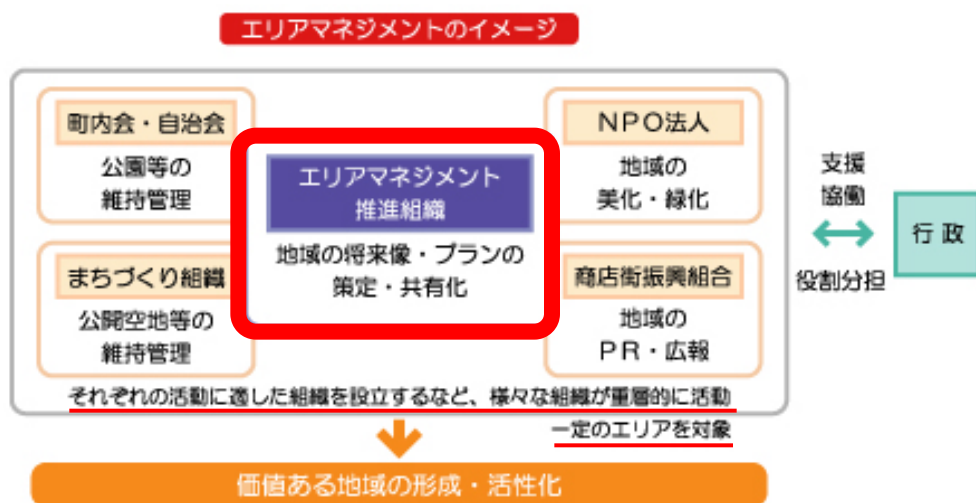 エリアマネジメントのイメージ
町内会・自治会
公園等の
維持管理
まちづくり組織
公開空地等の
維持管理
エリアマネジメント
推進組織
地域の将来像・プランの
策定・共有化
NPO法人
地域の
美化・緑化
商店街振興組合
地域の
PR・広報
それぞれの活動に適した組織を設立するなど、様々な組織が重層的に活動
一定のエリアを対象
支援
協働
役割分担
行政
価値ある地域の形成・活性化